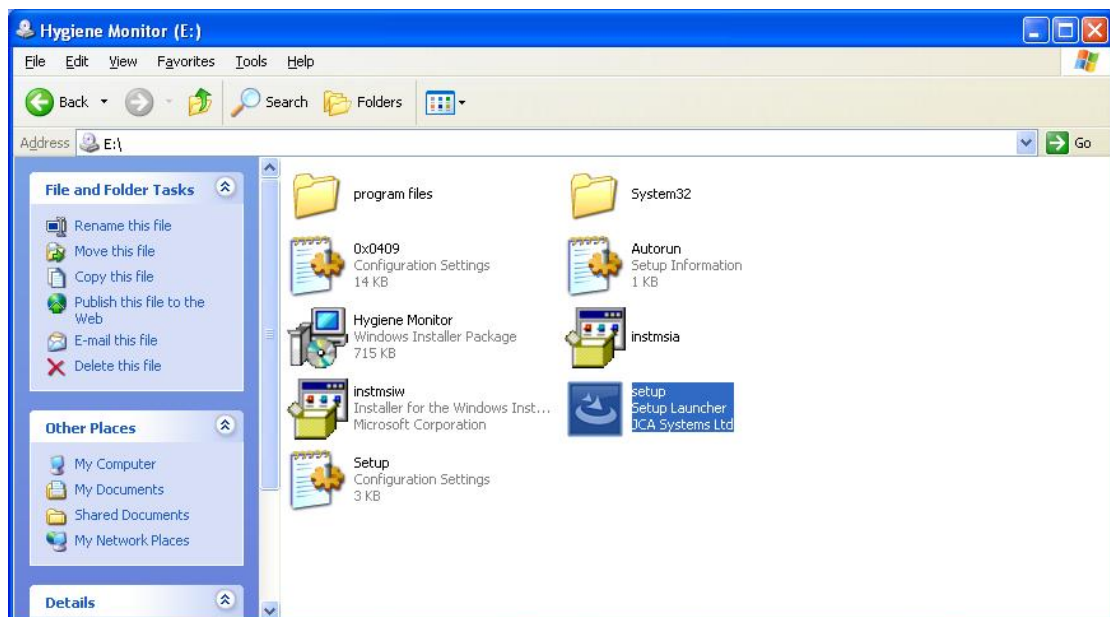 Hygiene Monitor (E:)
File Edit View Favorites Tools Help
Back Search Folders
Address E:\ Go
File and Folder Tasks
Rename this file
Move this file
Copy this file
Publish this file to the
Web
E-mail this file
Delete this file
Other Places
My Computer
My Documents
Shared Documents
My Network Places
Details
program files
System32
0x0409
Configuration Settings
14 KB
Autorun
Setup Information
1 KB
Hygiene Monitor
Windows Installer Package
715 KB
instmsia
instmsiw
Installer for the Windows Inst...
Microsoft Corporation
setup
Setup Launcher
JCA Systems Ltd
Setup
Configuration Settings
3 KB